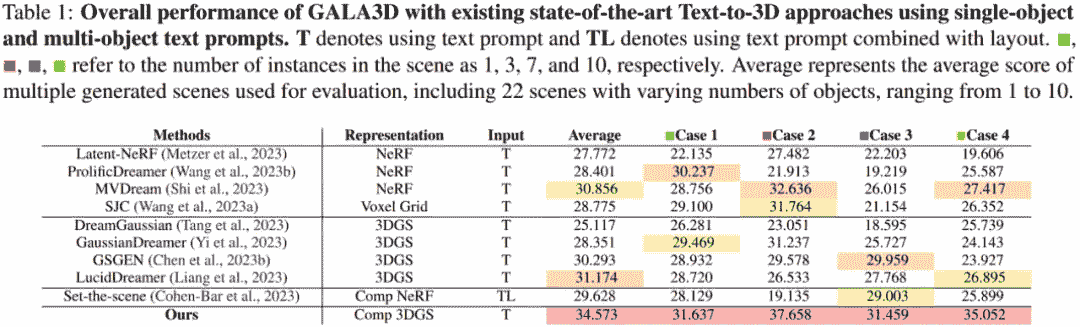 Table 1: Overall performance of GALA3D with existing state-of-the-art Text-to-3D approaches using single-object
and multi-object text prompts. T denotes using text prompt and TL denotes using text prompt combined with layout. ■,
■, ■, ■ refer to the number of instances in the scene as 1, 3, 7, and 10, respectively. Average represents the average score of
multiple generated scenes used for evaluation, including 22 scenes with varying numbers of objects, ranging from 1 to 10.
Methods Representation Input Average ■Case 1 ■Case 2 ■Case 3 ■Case 4
Latent-NeRF (Metzer et al., 2023) NeRF T 27.772 22.135 27.482 22.203 19.606
ProlificDreamer (Wang et al., 2023b) NeRF T 28.401 30.237 21.913 19.219 25.587
MVDream (Shi et al., 2023) NeRF T 30.856 28.756 32.636 26.015 27.417
SJC (Wang et al., 2023a) Voxel Grid T 28.775 29.100 31.764 21.154 26.352
DreamGaussian (Tang et al., 2023) 3DGS T 25.117 26.281 23.051 18.595 25.739
GaussianDreamer (Yi et al., 2023) 3DGS T 28.351 29.469 31.237 25.727 24.143
GSGEN (Chen et al., 2023b) 3DGS T 30.293 28.932 29.578 29.959 23.927
LucidDreamer (Liang et al., 2023) 3DGS T 31.174 28.720 26.533 27.768 26.895
Set-the-scene (Cohen-Bar et al., 2023) Comp NeRF TL 29.628 28.129 19.135 29.003 25.899
Ours Comp 3DGS T 34.573 31.637 37.658 31.459 35.052